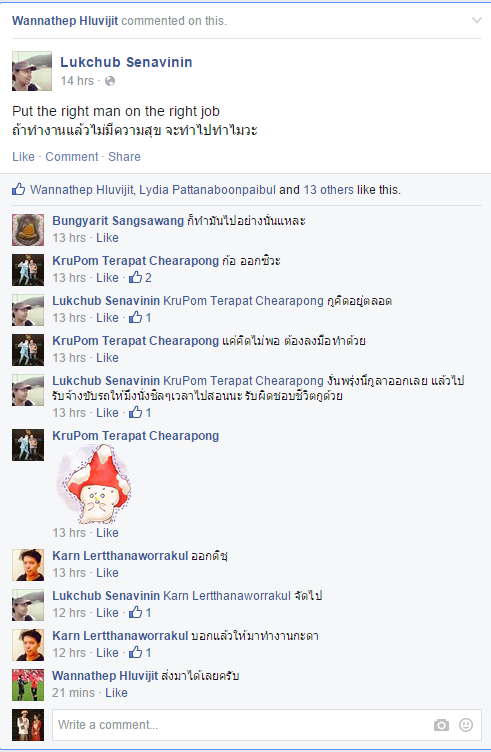 Wannathep Hluvijit commented on this.
Lukchub Senavinin
14 hrs ·
Put the right man on the right job
ถ้าทำงานแล้วไม่มีความสุข จะทำไปทำไมวะ
Like · Comment · Share
Wannathep Hluvijit, Lydia Pattanaboonpaibul and 13 others like this.
Bungyarit Sangsawang ก็ทำมันไปอย่างนั้นแหละ
13 hrs · Like
KruPom Terapat Chearapong ก้อ ออกซิวะ
13 hrs · Like · 2
Lukchub Senavinin KruPom Terapat Chearapong กูคิดอยู่ตลอด
13 hrs · Like · 1
KruPom Terapat Chearapong แค่คิดไม่พอ ต้องลงมือทำด้วย
13 hrs · Like
Lukchub Senavinin KruPom Terapat Chearapong งั้นพรุ่งนี้กูลาออกเลย แล้วไป
รับจ้างขับรถให้มึงนั่งชิลๆเวลาไปสอนนะ รับผิดชอบชีวิตกูด้วย
13 hrs · Like · 1
KruPom Terapat Chearapong
13 hrs · Like
Karn Lertthanaworrakul ออกดิชุ
13 hrs · Like
Lukchub Senavinin Karn Lertthanaworrakul จัดไป
12 hrs · Like · 1
Karn Lertthanaworrakul บอกแล้วให้มาทำงานกะดา
12 hrs · Like · 1
Wannathep Hluvijit ส่งมาได้เลยครับ
21 mins · Like
Write a comment...